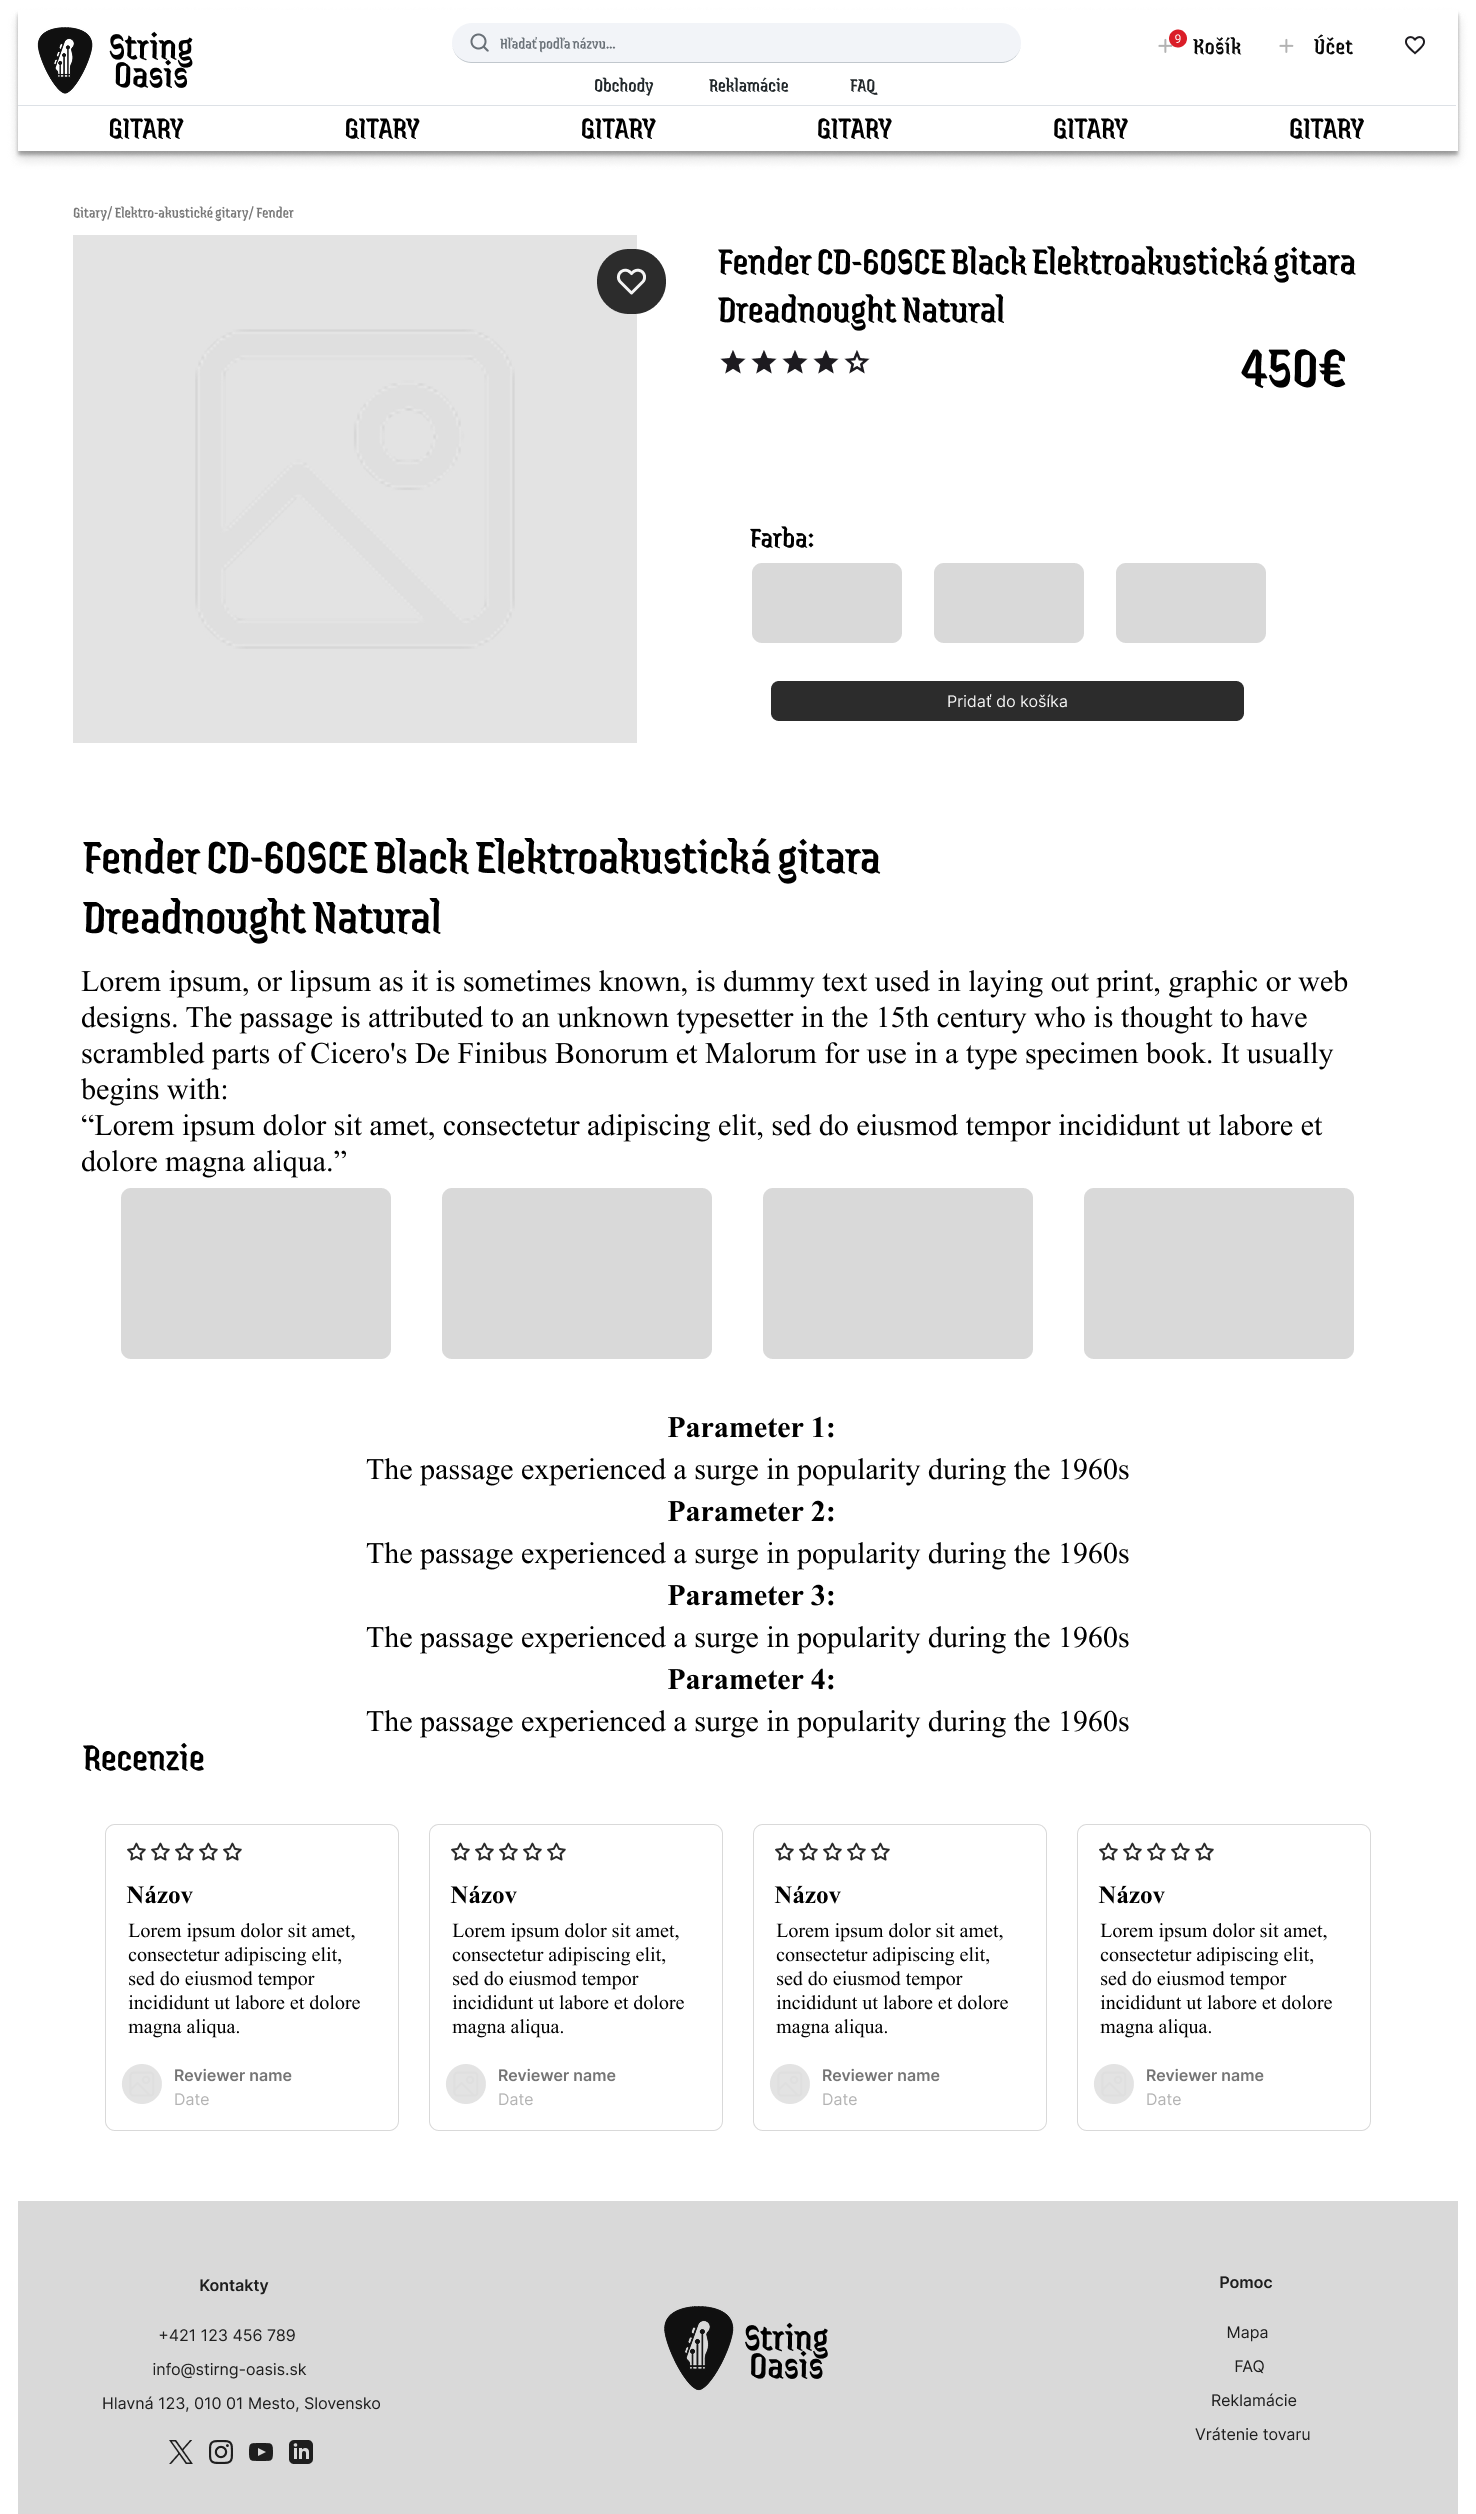 String
Oasis
Hľadať podľa názvu...
9
Košík
Účet
Obchody
Reklamácie
FAQ
GITARY
GITARY
GITARY
GITARY
GITARY
GITARY
Gitary/ Elektro-akustické gitary/ Fender
Fender CD-60SCE Black Elektroakustická gitara
Dreadnought Natural
450€
Farba:
Pridať do košíka
Fender CD-60SCE Black Elektroakustická gitara
Dreadnought Natural
Lorem ipsum, or lipsum as it is sometimes known, is dummy text used in laying out print, graphic or web
designs. The passage is attributed to an unknown typesetter in the 15th century who is thought to have
scrambled parts of Cicero's De Finibus Bonorum et Malorum for use in a type specimen book. It usually
begins with:
“Lorem ipsum dolor sit amet, consectetur adipiscing elit, sed do eiusmod tempor incididunt ut labore et
dolore magna aliqua.”
Parameter 1:
The passage experienced a surge in popularity during the 1960s
Parameter 2:
The passage experienced a surge in popularity during the 1960s
Parameter 3:
The passage experienced a surge in popularity during the 1960s
Parameter 4:
The passage experienced a surge in popularity during the 1960s
Recenzie
Názov
Lorem ipsum dolor sit amet,
consectetur adipiscing elit,
sed do eiusmod tempor
incididunt ut labore et dolore
magna aliqua.
Reviewer name
Date
Názov
Lorem ipsum dolor sit amet,
consectetur adipiscing elit,
sed do eiusmod tempor
incididunt ut labore et dolore
magna aliqua.
Reviewer name
Date
Názov
Lorem ipsum dolor sit amet,
consectetur adipiscing elit,
sed do eiusmod tempor
incididunt ut labore et dolore
magna aliqua.
Reviewer name
Date
Názov
Lorem ipsum dolor sit amet,
consectetur adipiscing elit,
sed do eiusmod tempor
incididunt ut labore et dolore
magna aliqua.
Reviewer name
Date
Kontakty
+421 123 456 789
info@stirng-oasis.sk
Hlavná 123, 010 01 Mesto, Slovensko
String
Oasis
Pomoc
Mapa
FAQ
Reklamácie
Vrátenie tovaru